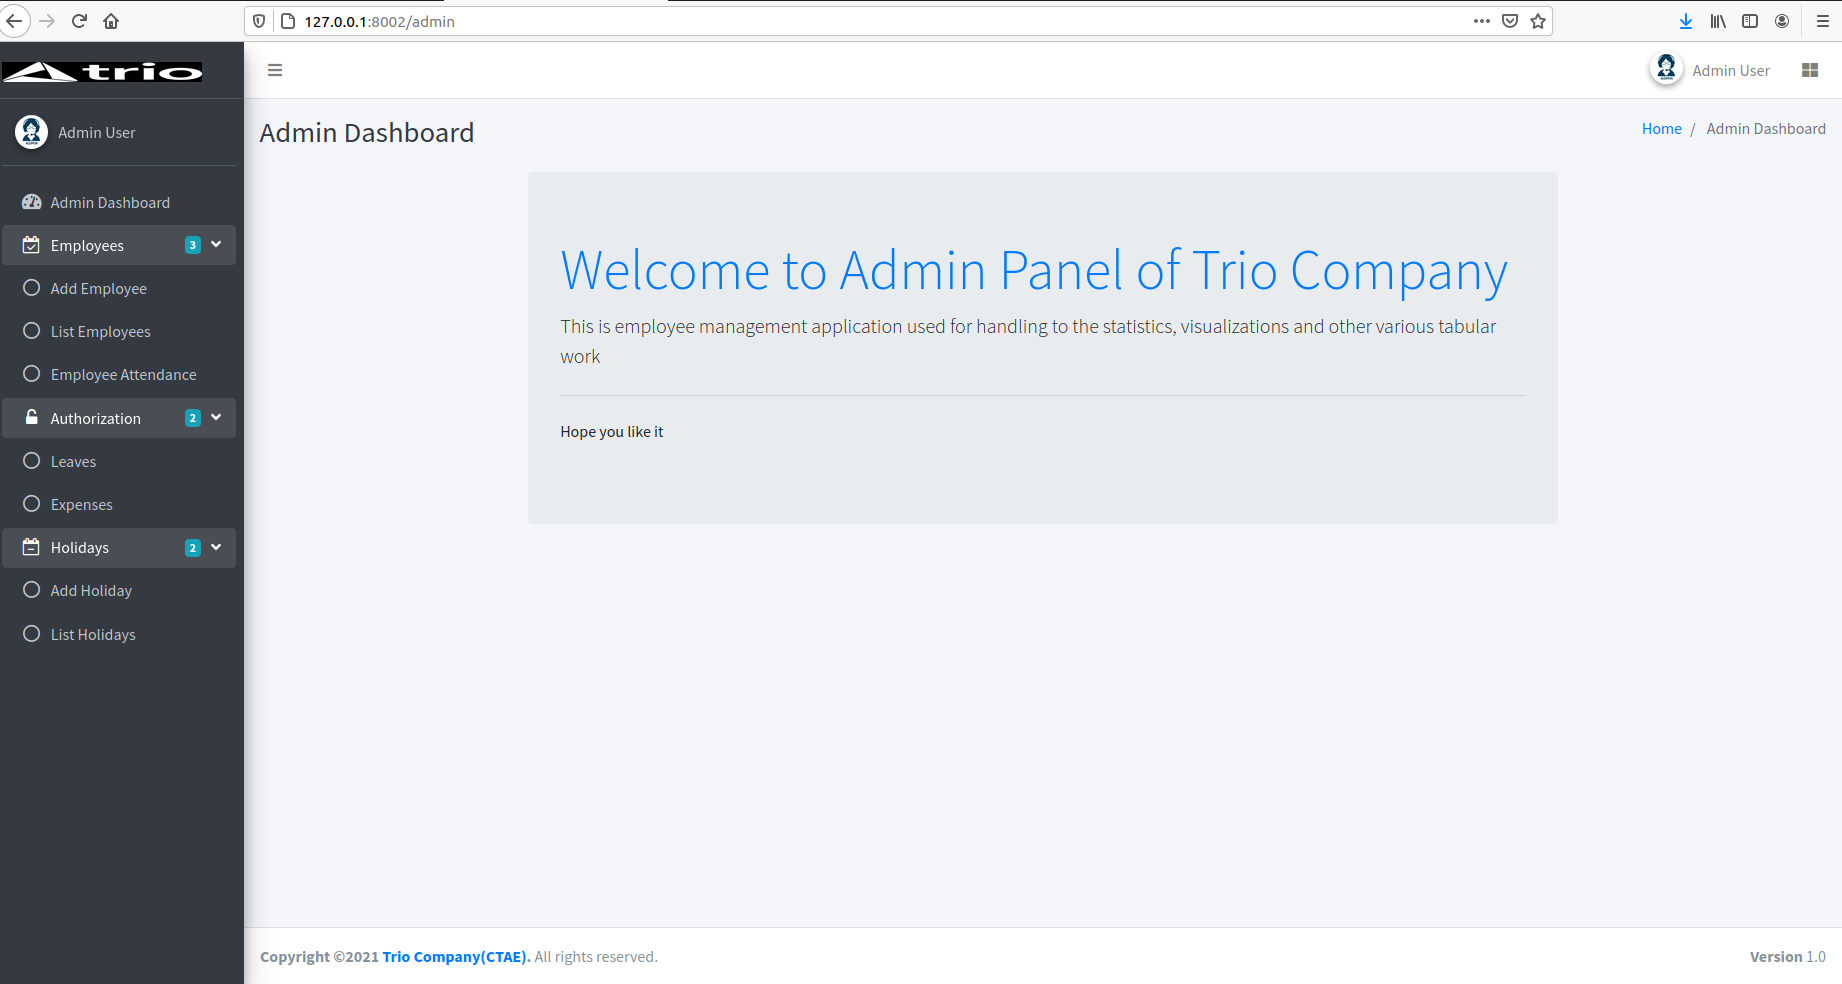 127.0.0.1:8002/admin
Atrio
Admin User
Admin User
Admin Dashboard
Home / Admin Dashboard
Admin Dashboard
Employees 3
Add Employee
List Employees
Employee Attendance
Authorization 2
Leaves
Expenses
Holidays 2
Add Holiday
List Holidays
Welcome to Admin Panel of Trio Company
This is employee management application used for handling to the statistics, visualizations and other various tabular
work
Hope you like it
Copyright ©2021 Trio Company(CTAE). All rights reserved.
Version 1.0